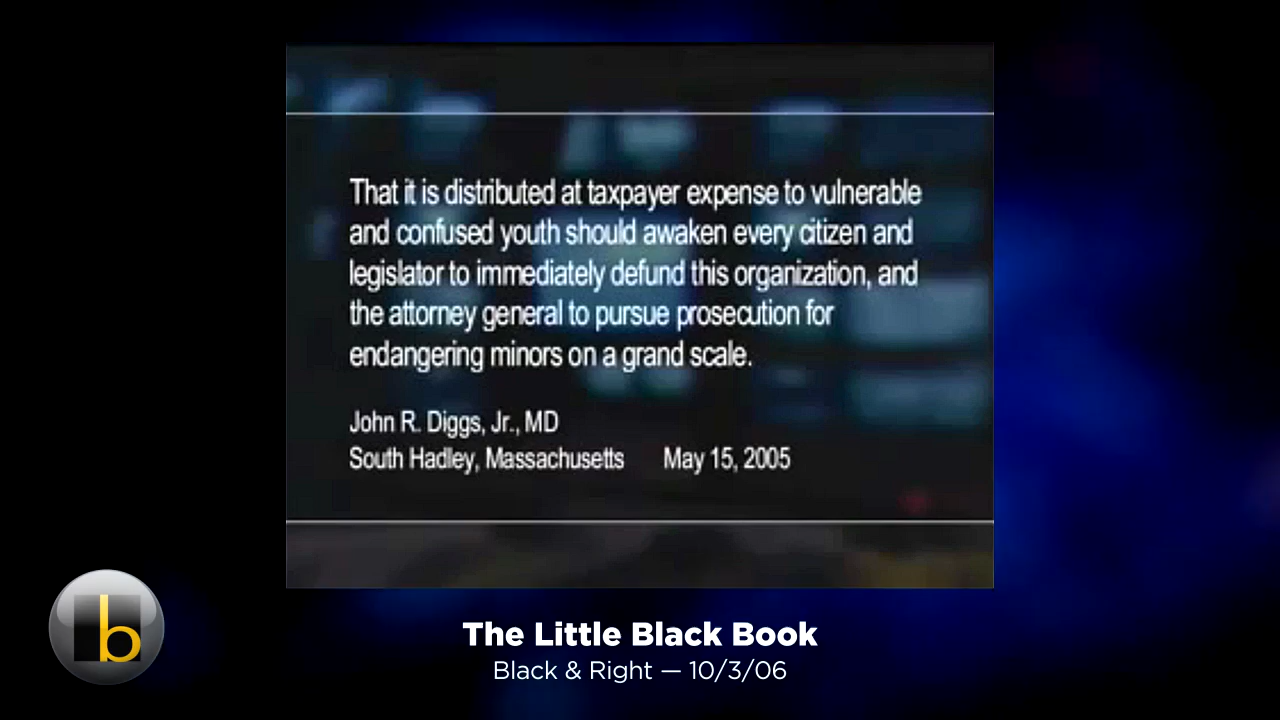 That it is distributed at taxpayer expense to vulnerable
and confused youth should awaken every citizen and
legislator to immediately defund this organization, and
the attorney general to pursue prosecution for
endangering minors on a grand scale.
John R. Diggs, Jr., MD
South Hadley, Massachusetts May 15, 2005
b
The Little Black Book
Black & Right — 10/3/06